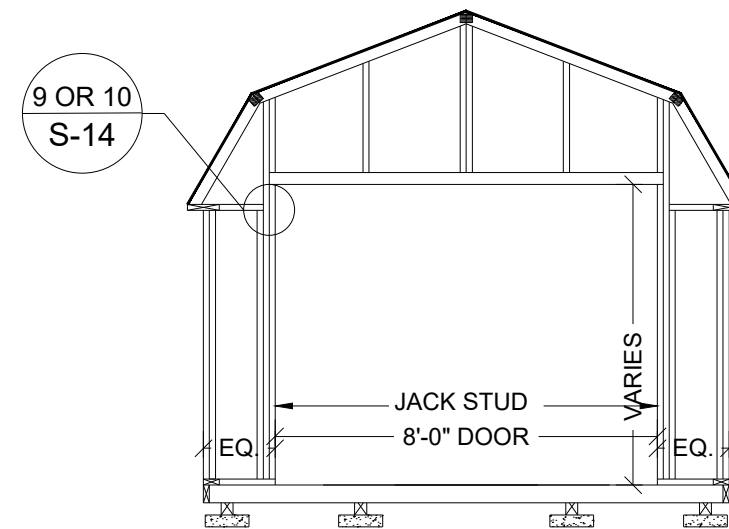 9 OR 10
S-14
VARIES
JACK STUD
8'-0" DOOR
EQ.
EQ.